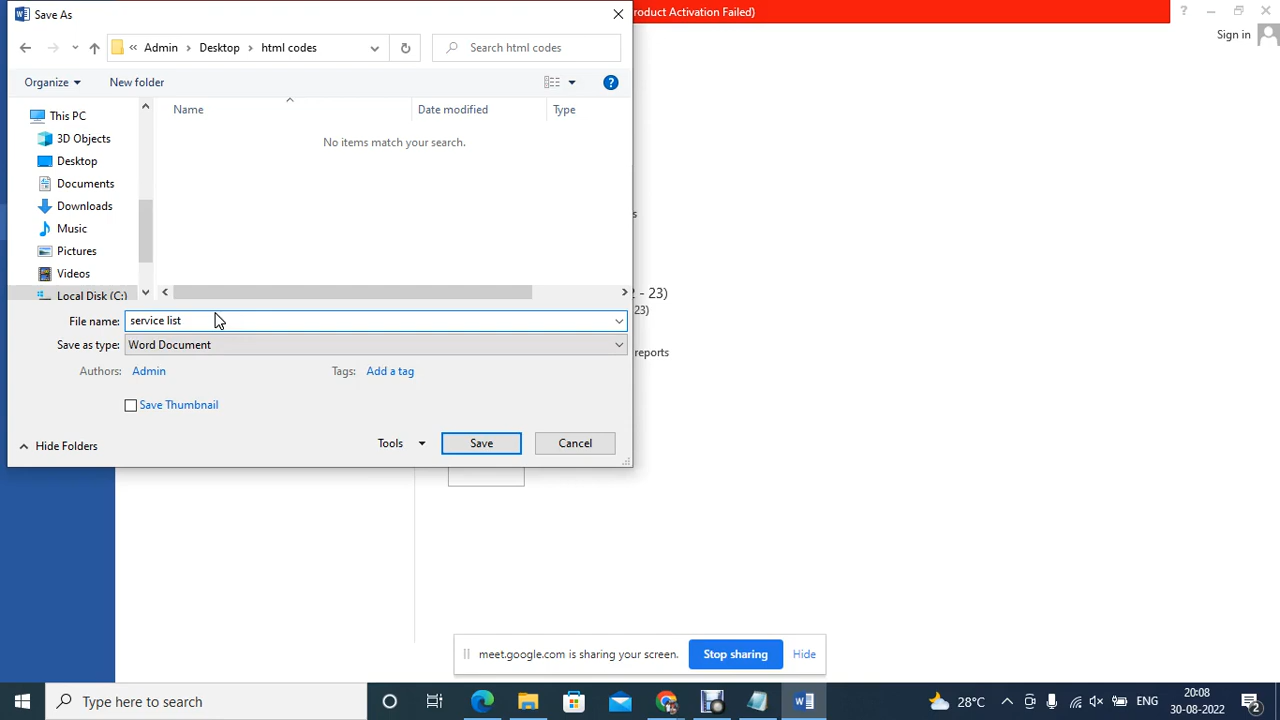 Save As
roduct Activation Failed)
Sign in
Admin
Desktop
html codes
Search html codes
Organize
New folder
Name
Date modified
Type
No items match your search.
This PC
3D Objects
Desktop
Documents
Downloads
Music
Pictures
Videos
Local Disk (C:)
s
2 - 23)
23)
reports
File name: service list
Save as type: Word Document
Authors: Admin
Tags: Add a tag
Save Thumbnail
Hide Folders
Tools
Save
Cancel
meet.google.com is sharing your screen.
Stop sharing
Hide
Type here to search
28°C
ENG
20:08
30-08-2022
2